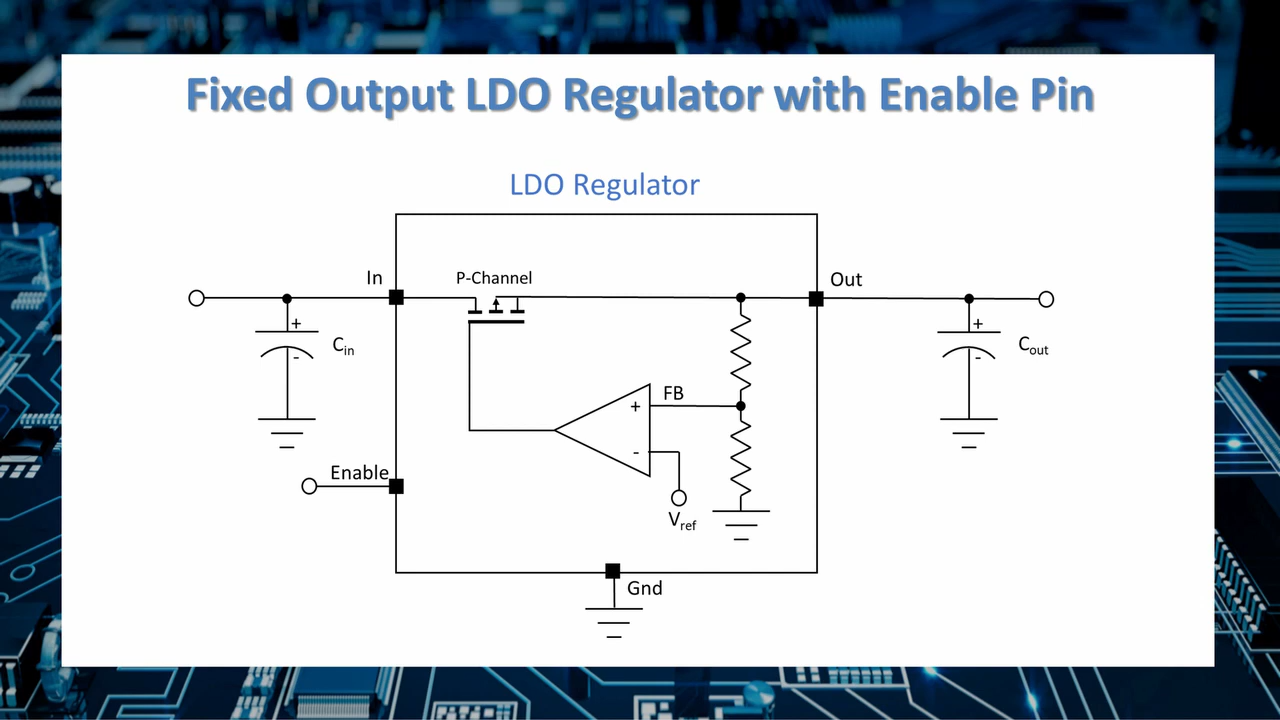 Fixed Output LDO Regulator with Enable Pin
LDO Regulator
In
P-Channel
Out
+
-
Cin
+
-
Cout
FB
+
-
Enable
Vref
Gnd